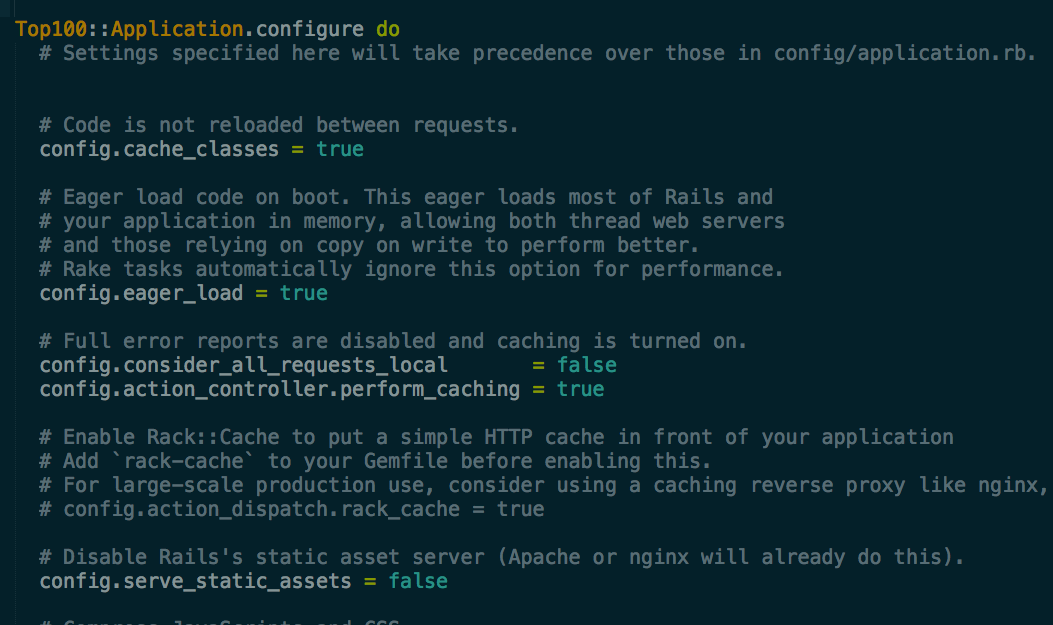 Top100::Application.configure do
# Settings specified here will take precedence over those in config/application.rb.
# Code is not reloaded between requests.
config.cache_classes = true
# Eager load code on boot. This eager loads most of Rails and
# your application in memory, allowing both thread web servers
# and those relying on copy on write to perform better.
# Rake tasks automatically ignore this option for performance.
config.eager_load = true
# Full error reports are disabled and caching is turned on.
config.consider_all_requests_local       = false
config.action_controller.perform_caching = true
# Enable Rack::Cache to put a simple HTTP cache in front of your application
# Add `rack-cache` to your Gemfile before enabling this.
# For large-scale production use, consider using a caching reverse proxy like nginx,
# config.action_dispatch.rack_cache = true
# Disable Rails's static asset server (Apache or nginx will already do this).
config.serve_static_assets = false
# Compress JavaScripts and CSS